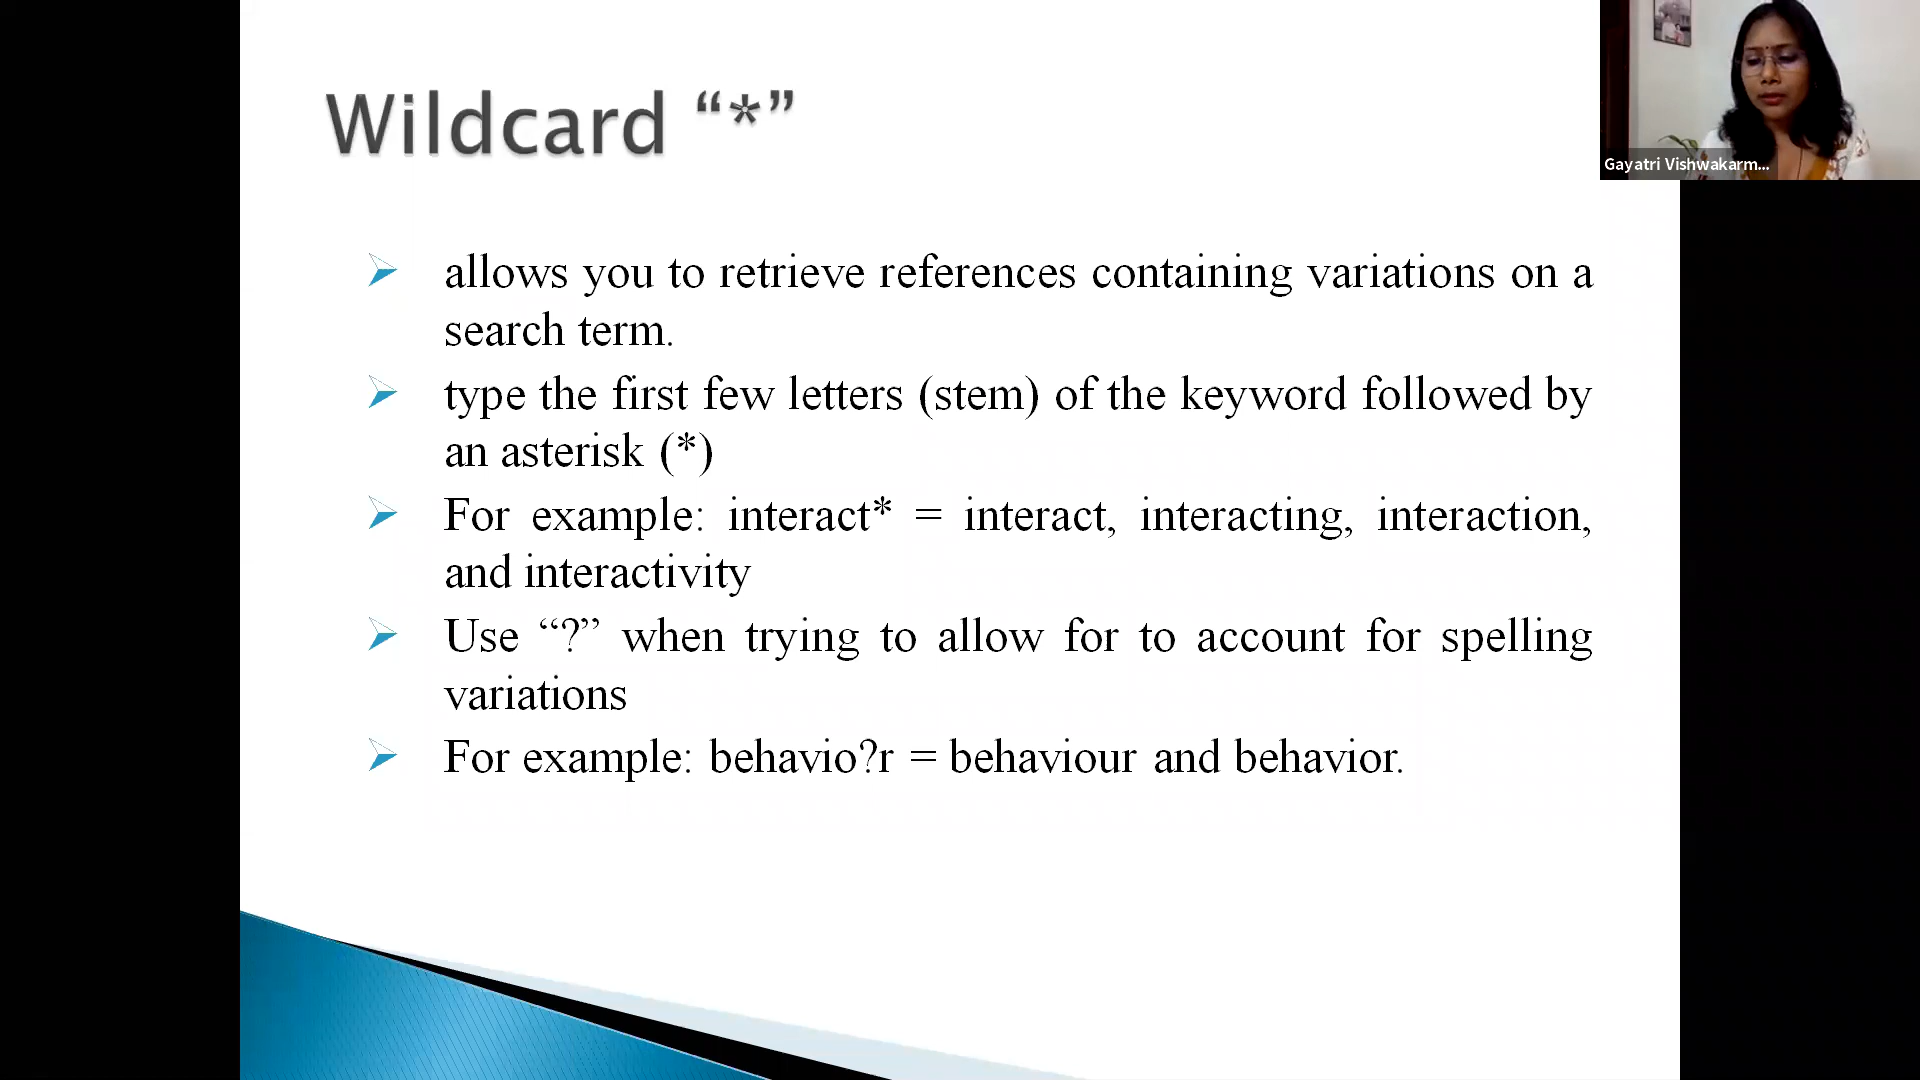 Wildcard “*”
Gayatri Vishwakarm...
allows you to retrieve references containing variations on a
search term.
type the first few letters (stem) of the keyword followed by
an asterisk (*)
For example: interact* = interact, interacting, interaction,
and interactivity
Use “?” when trying to allow for to account for spelling
variations
For example: behavio?r = behaviour and behavior.